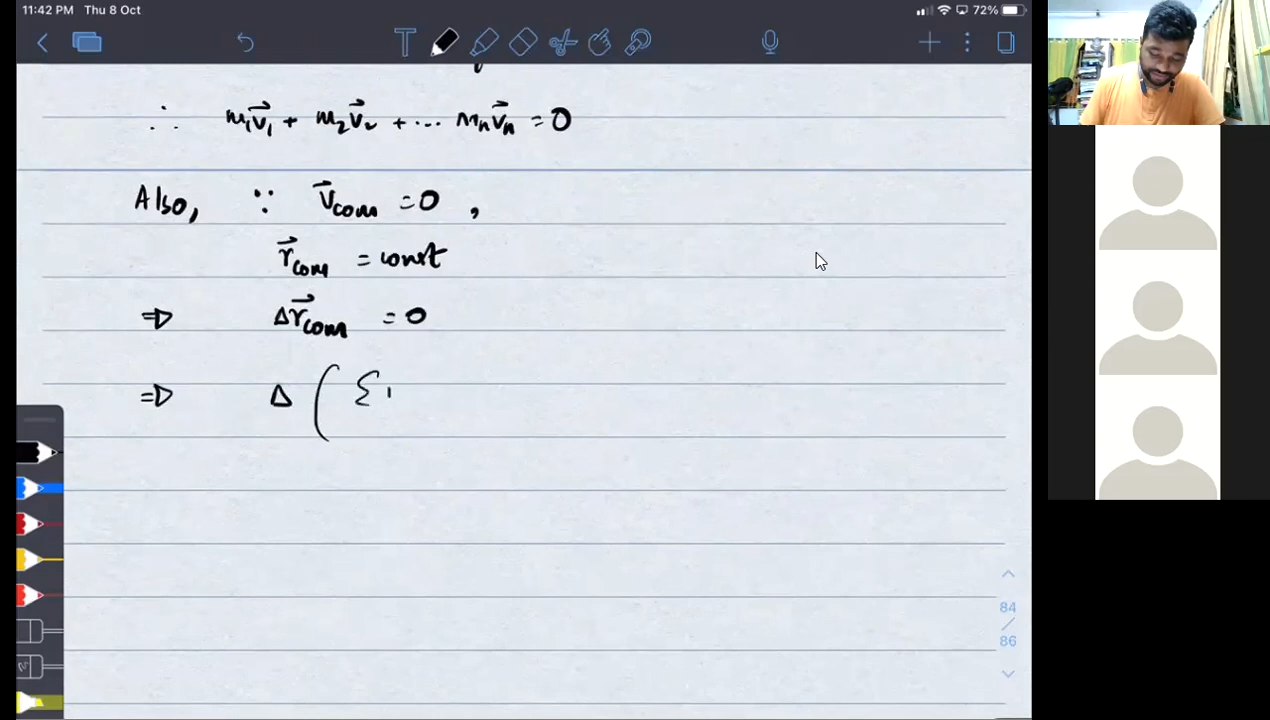 11:42 PM Thu 8 Oct 72%
T
∴ m₁v⃗₁ + m₂v⃗₂ + ... mₙv⃗ₙ = 0
Also, ∵ v⃗com = 0 ,
r⃗com = const
⇒ Δr⃗com = 0
⇒ Δ ( Σ
84
/
86